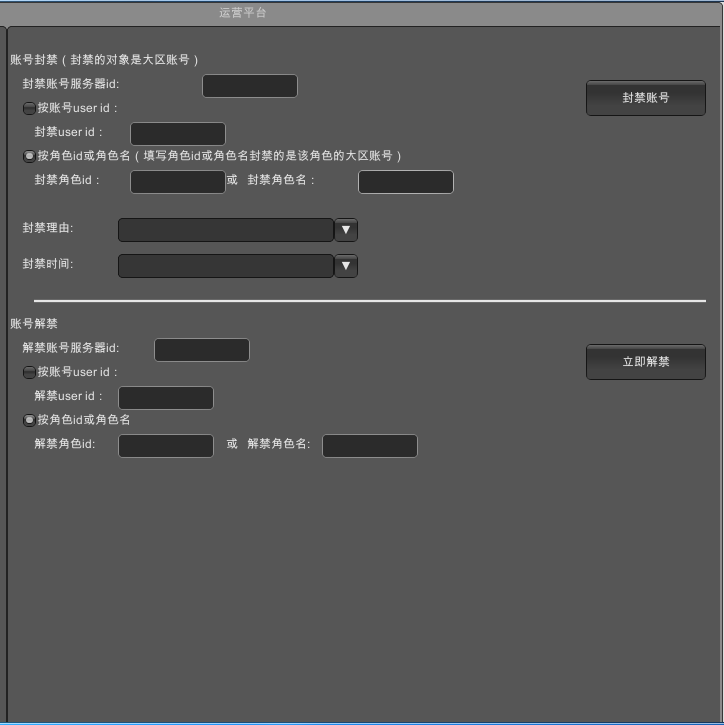 运营平台
账号封禁（封禁的对象是大区账号）
封禁账号服务器id:
封禁账号
按账号user id：
封禁user id：
按角色id或角色名（填写角色id或角色名封禁的是该角色的大区账号）
封禁角色id： 或 封禁角色名：
封禁理由: ▼
封禁时间: ▼
账号解禁
解禁账号服务器id:
立即解禁
按账号user id：
解禁user id：
按角色id或角色名
解禁角色id: 或 解禁角色名: